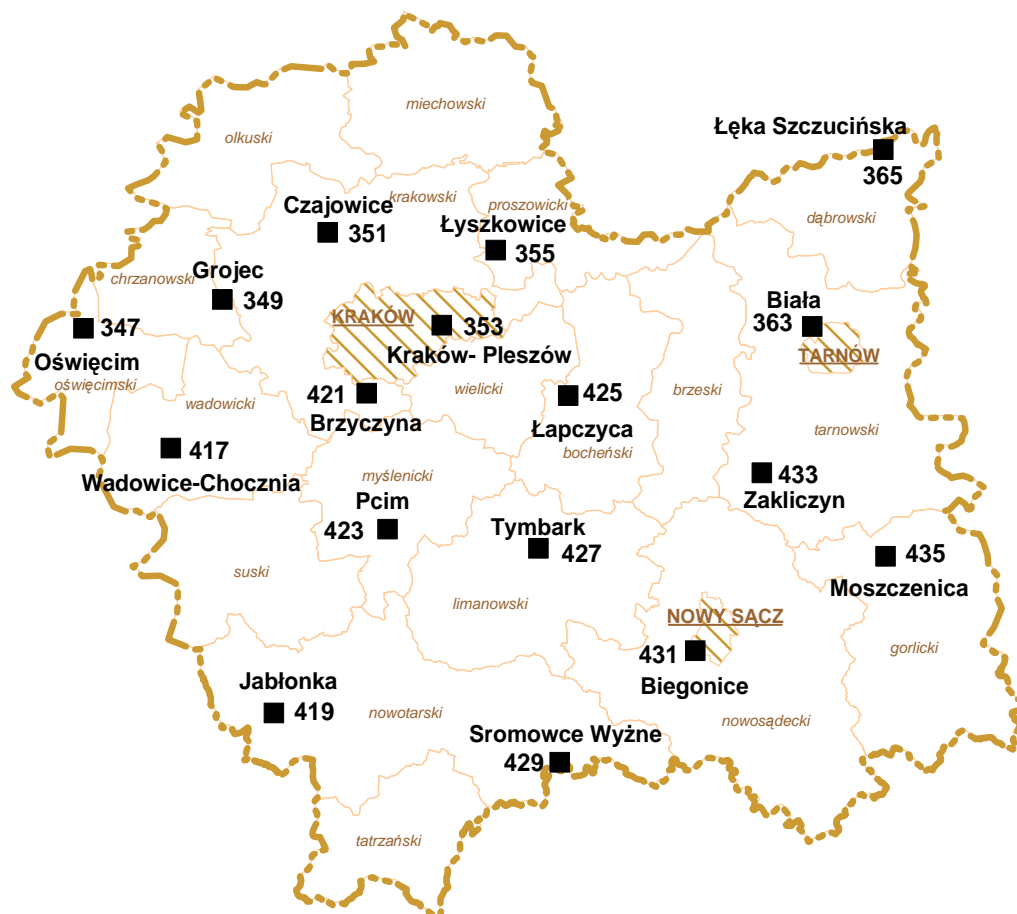 miechowski
olkuski
Łęka Szczucińska
365
krakowski
proszowicki
dąbrowski
Czajowice
351
Łyszkowice
355
chrzanowski
Grojec
349
Biała
363
TARNÓW
KRAKÓW
353
347
Oświęcim
oświęcimski
Kraków- Pleszów
wielicki
brzeski
wadowicki
421
Brzyczyna
425
Łapczyca
bocheński
tarnowski
417
Wadowice-Chocznia
myślenicki
433
Zakliczyn
Pcim
423
Tymbark
427
435
Moszczenica
suski
limanowski
NOWY SĄCZ
gorlicki
431
Biegonice
Jabłonka
419
nowotarski
nowosądecki
Sromowce Wyżne
429
tatrzański